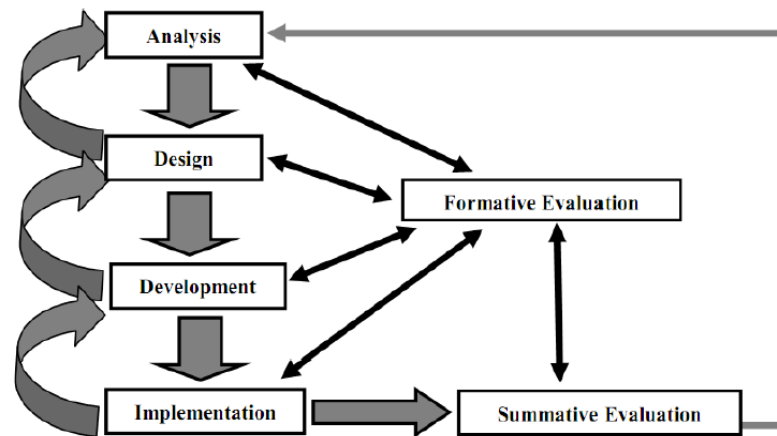 Analysis
Design
Formative Evaluation
Development
Implementation
Summative Evaluation